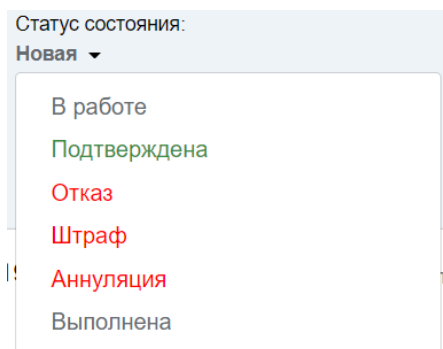 Статус состояния:
Новая
В работе
Подтверждена
Отказ
Штраф
Аннуляция
Выполнена